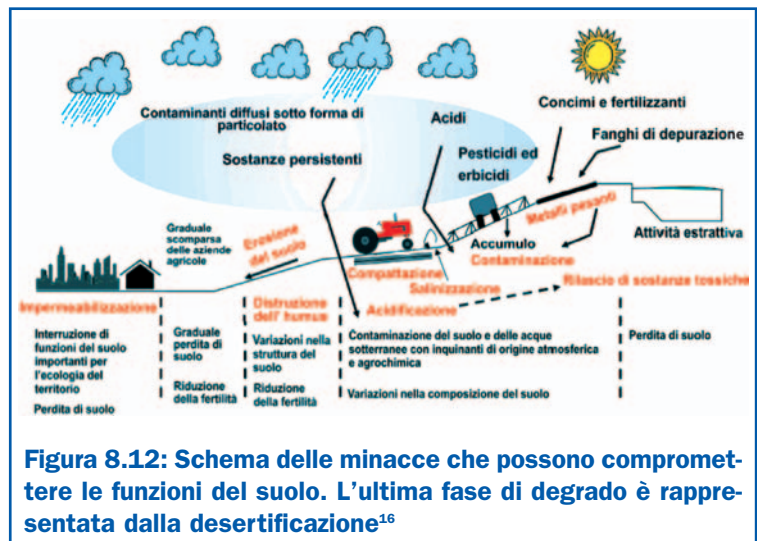 Contaminanti diffusi sotto forma di
particolato
Sostanze persistenti
Acidi
Pesticidi ed
erbicidi
Concimi e fertilizzanti
Fanghi di depurazione
Metalli pesanti
Attività estrattiva
Graduale
scomparsa
delle aziende
agricole
Erosione
del suolo
Accumulo
Contaminazione
Compattazione
Salinizzazione
Rilascio di sostanze tossiche
Acidificazione
Impermeabilizzazione
Distruzione
dell' humus
Interruzione di
funzioni del suolo
importanti per
l'ecologia del
territorio
Perdita di suolo
Graduale
perdita di
suolo
Riduzione
della fertilità
Variazioni nella
struttura del
suolo
Riduzione
della fertilità
Contaminazione del suolo e delle acque
sotterranee con inquinanti di origine atmosferica
e agrochimica
Variazioni nella composizione del suolo
Perdita di suolo
Figura 8.12: Schema delle minacce che possono compromet-
tere le funzioni del suolo. L'ultima fase di degrado è rappre-
sentata dalla desertificazione16